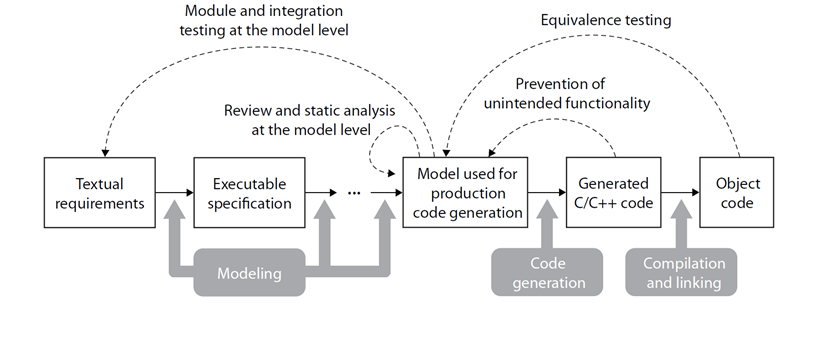 Module and integration
testing at the model level
Equivalence testing
Review and static analysis
at the model level
Prevention of
unintended functionality
Textual
requirements
Executable
specification
...
Model used for
production
code generation
Generated
C/C++ code
Object
code
Modeling
Code
generation
Compilation
and linking